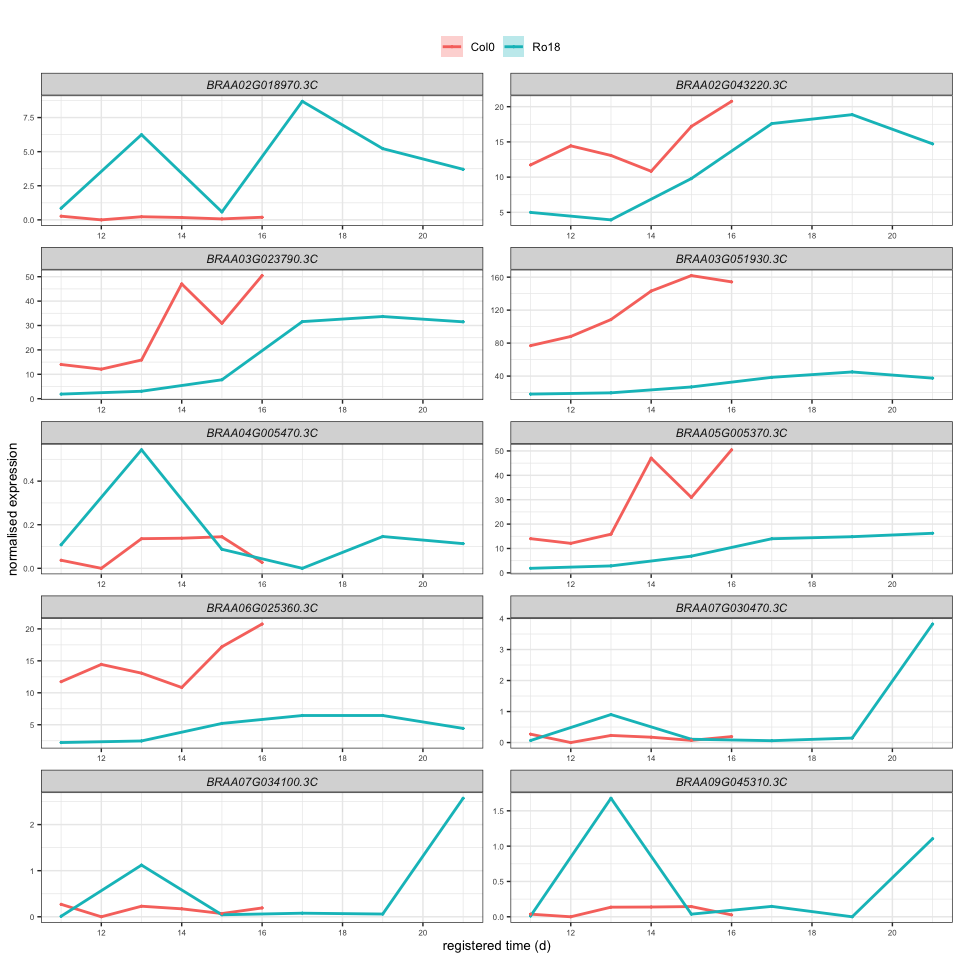 Col0 Ro18
BRAA02G018970.3C BRAA02G043220.3C
7.5
5.0
2.5
0.0
12 14 16 18 20
20
15
10
5
12 14 16 18 20
BRAA03G023790.3C BRAA03G051930.3C
50
40
30
20
10
0
12 14 16 18 20
160
120
80
40
12 14 16 18 20
BRAA04G005470.3C BRAA05G005370.3C
0.4
0.2
0.0
12 14 16 18 20
50
40
30
20
10
0
12 14 16 18 20
normalised expression
BRAA06G025360.3C BRAA07G030470.3C
20
15
10
5
12 14 16 18 20
4
3
2
1
0
12 14 16 18 20
BRAA07G034100.3C BRAA09G045310.3C
2
1
0
12 14 16 18 20
1.5
1.0
0.5
0.0
12 14 16 18 20
registered time (d)